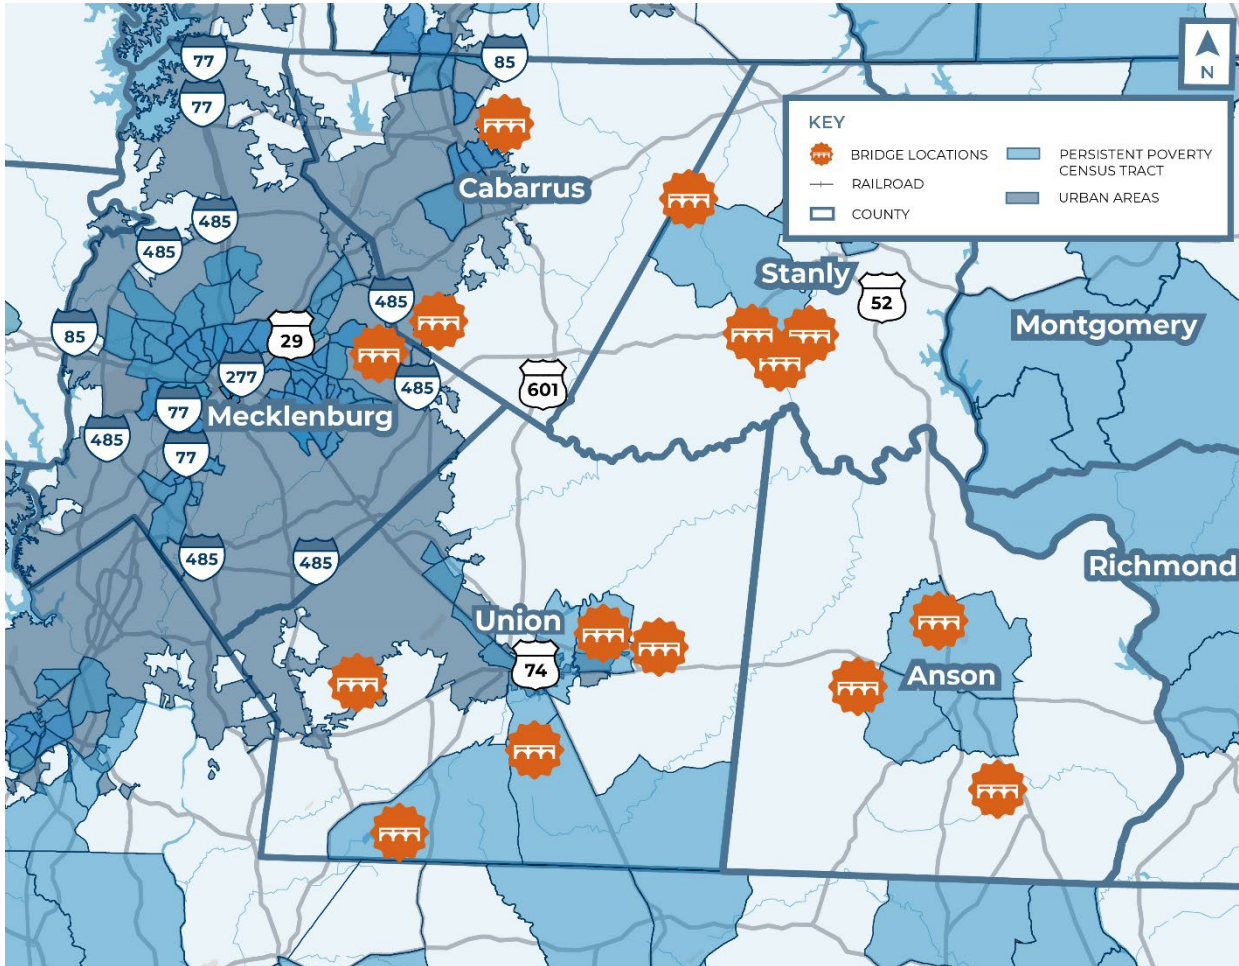 77
85
77
N
KEY
BRIDGE LOCATIONS
RAILROAD
COUNTY
PERSISTENT POVERTY
CENSUS TRACT
URBAN AREAS
Cabarrus
485
485
Stanly
485
52
85
29
Montgomery
277
485
601
77
Mecklenburg
485
77
485
485
Richmond
Union
74
Anson